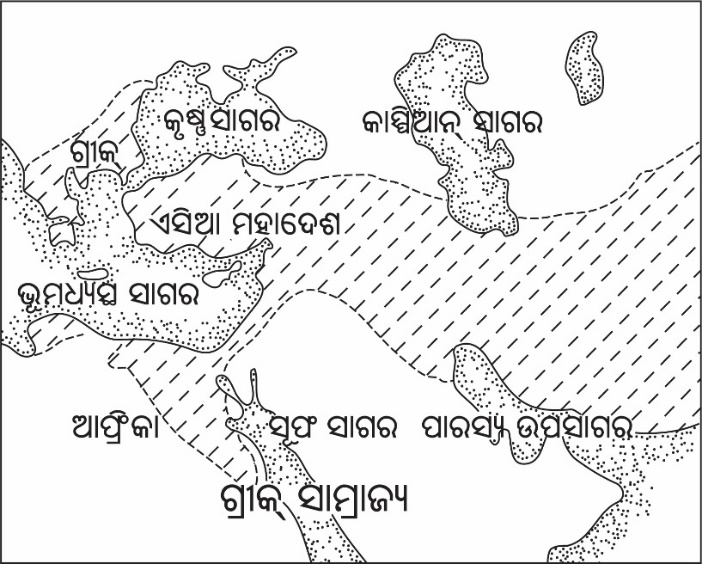 କୃଷ୍ଣ ସାଗର
କାସ୍ପିଆନ୍ ସାଗର
ଗ୍ରୀକ୍
ଏସିଆ ମହାଦେଶ
ଭୂମଧ୍ୟସ୍ଥ ସାଗର
ଆଫ୍ରିକା
ସୂଫ ସାଗର
ପାରସ୍ୟ ଉପସାଗର
ଗ୍ରୀକ୍ ସାମ୍ରାଜ୍ୟ